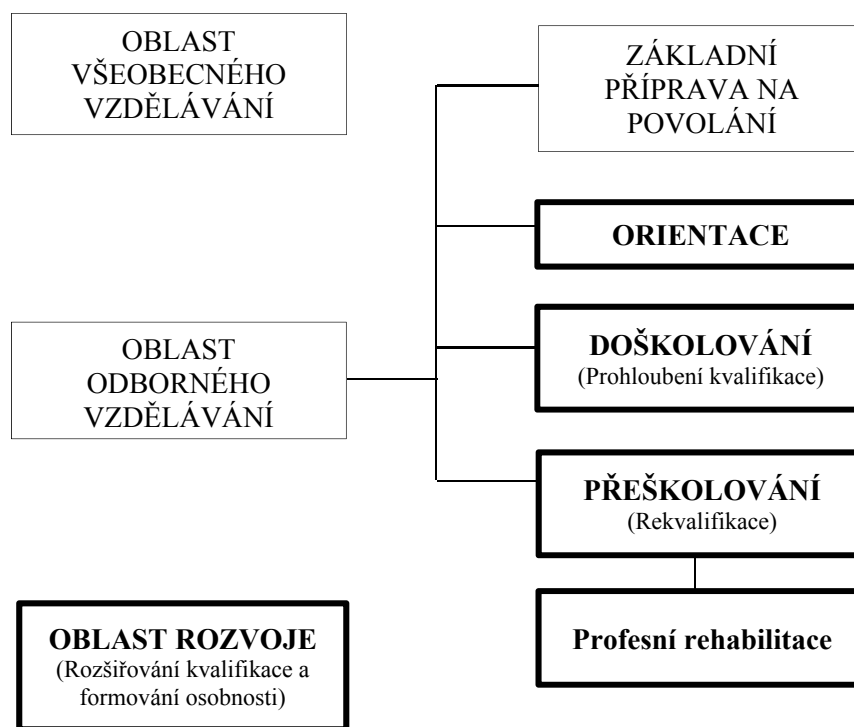 OBLAST
VŠEOBECNÉHO
VZDĚLÁVÁNÍ
ZÁKLADNÍ
PŘÍPRAVA NA
POVOLÁNÍ
ORIENTACE
OBLAST
ODBORNÉHO
VZDĚLÁVÁNÍ
DOŠKOLOVÁNÍ
(Prohloubení kvalifikace)
PŘEŠKOLOVÁNÍ
(Rekvalifikace)
Profesní rehabilitace
OBLAST ROZVOJE
(Rozšiřování kvalifikace a
formování osobnosti)